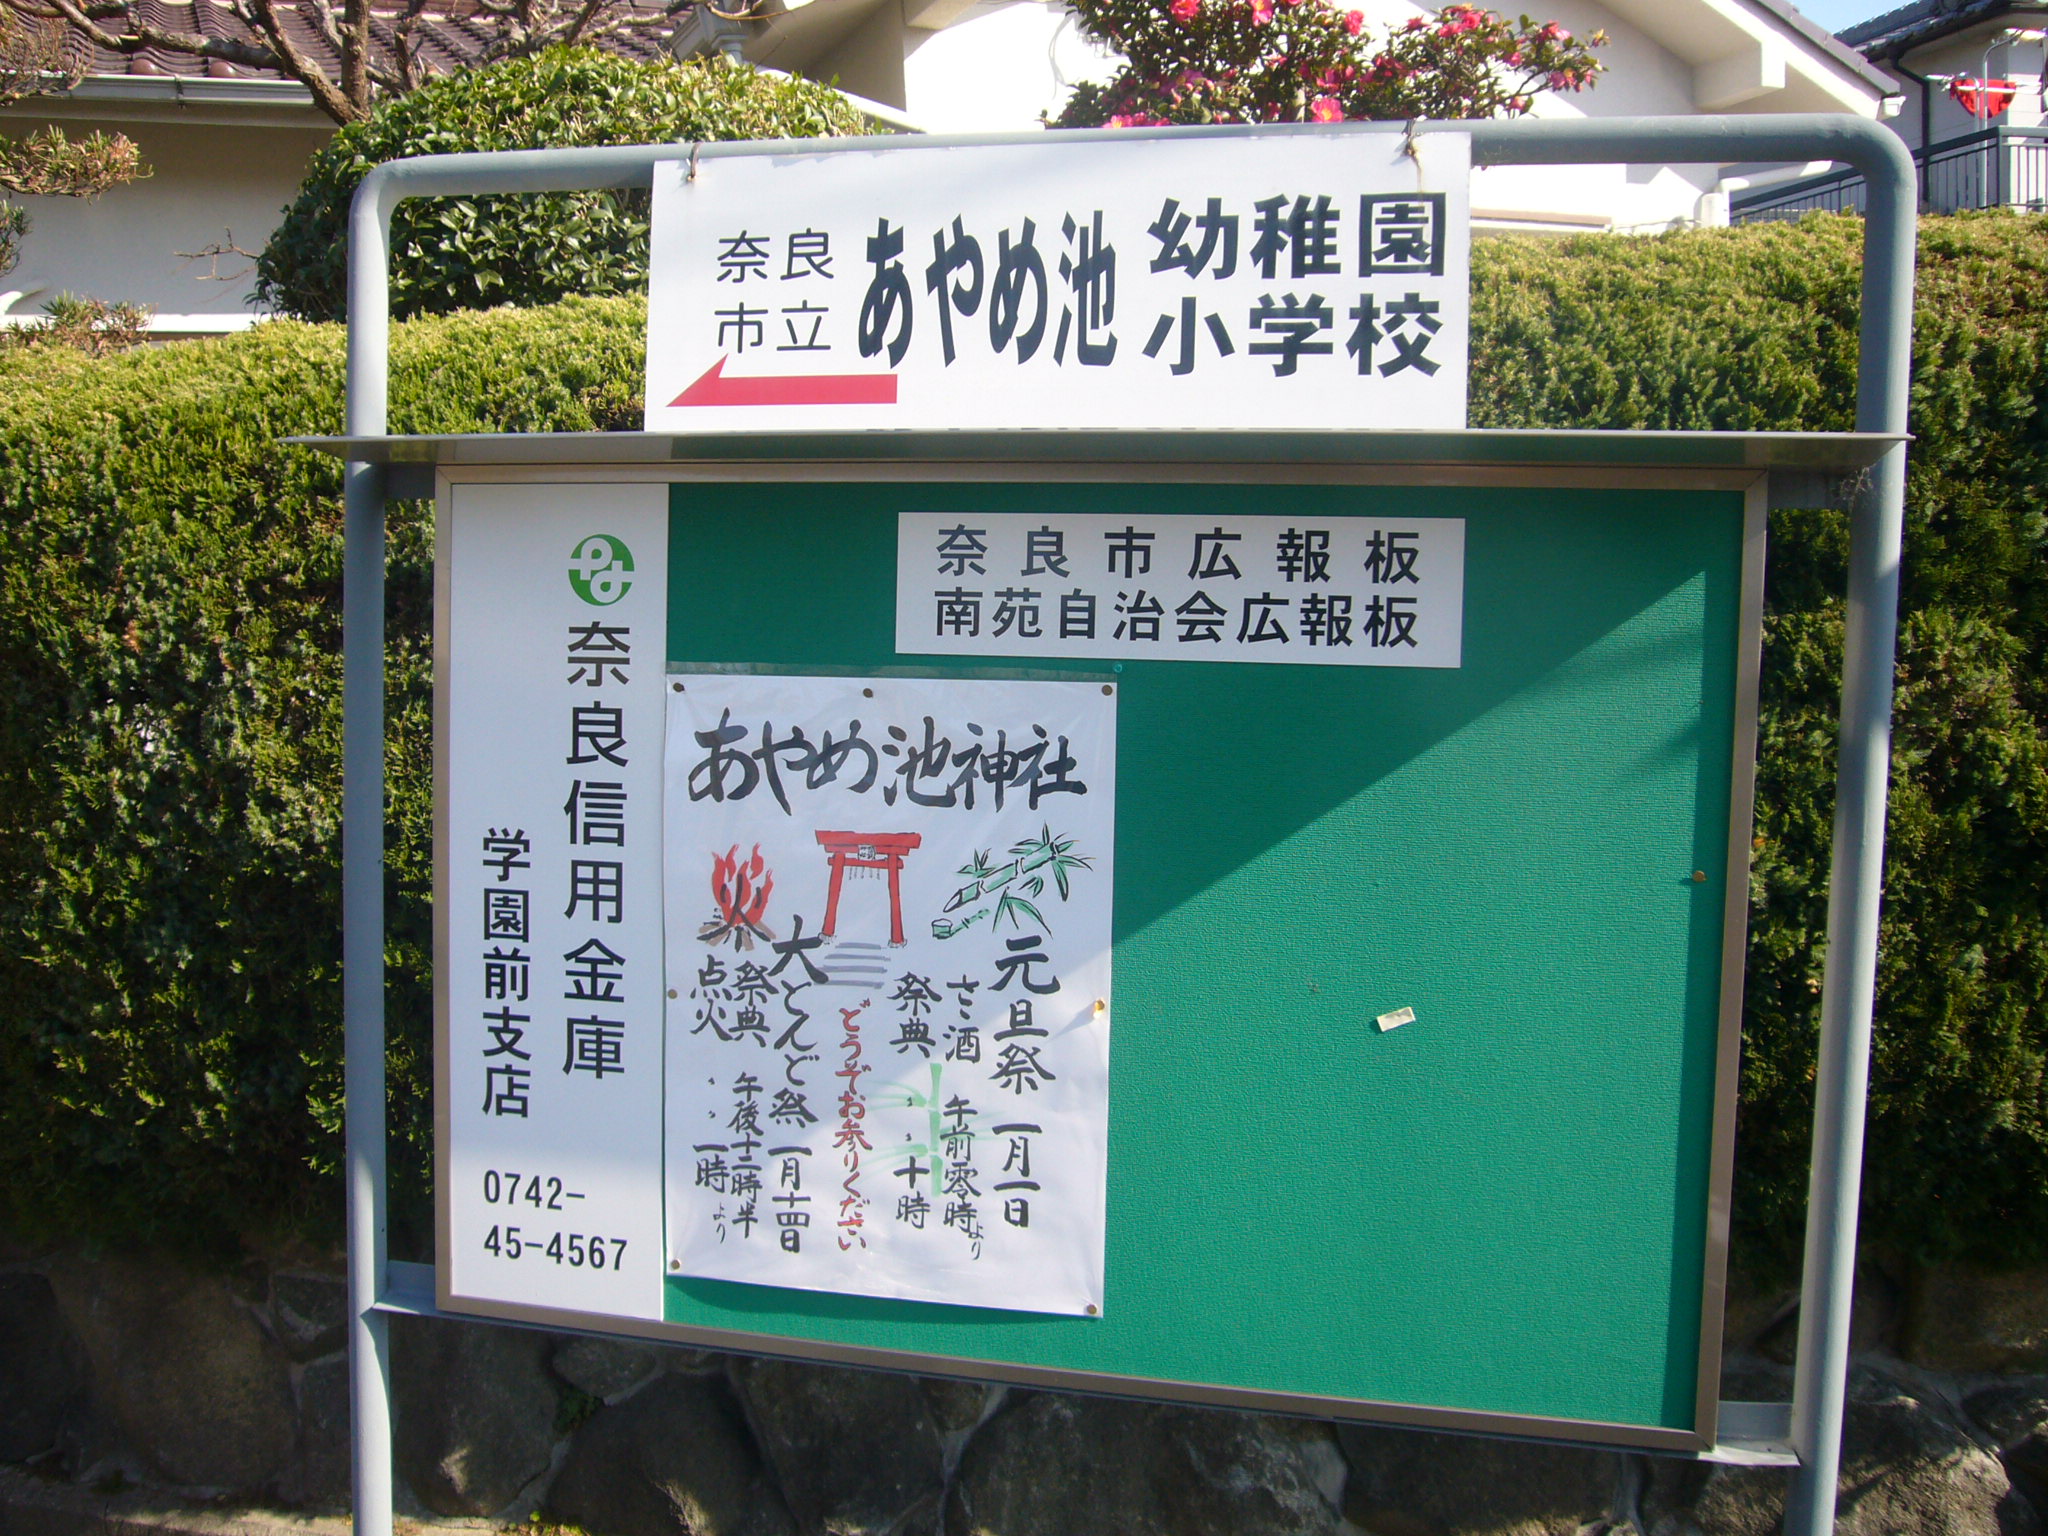 奈良
市立
あやめ池
幼稚園
小学校
奈良市広報板
南苑自治会広報板
奈良信用金庫
学園前支店
0742-
45-4567
あやめ池神社
元旦祭 一月一日
ささ酒 午前零時より
祭典 〃 〃 十時
どうぞお参りください
大とんど祭 一月十四日
祭典 午後十二時半
点火 〃 〃 一時より